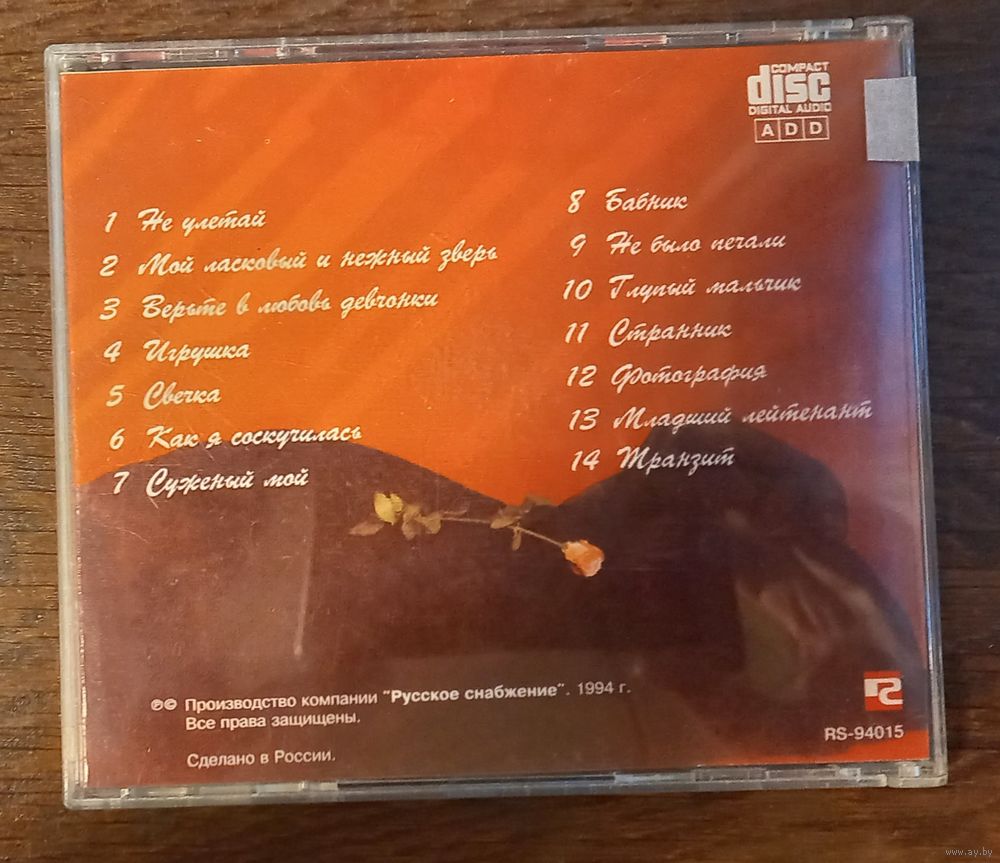 COMPACT
disc
DIGITAL AUDIO
A D D
1 Не улетай
2 Мой ласковый и нежный зверь
3 Верьте в любовь девчонки
4 Игрушка
5 Свечка
6 Как я соскучилась
7 Суженый мой
8 Бабник
9 Не было печали
10 Глупый мальчик
11 Странник
12 Фотография
13 Младший лейтенант
14 Транзит
℗© Производство компании "Русское снабжение". 1994 г.
Все права защищены.
Сделано в России.
RS-94015
www.ay.by